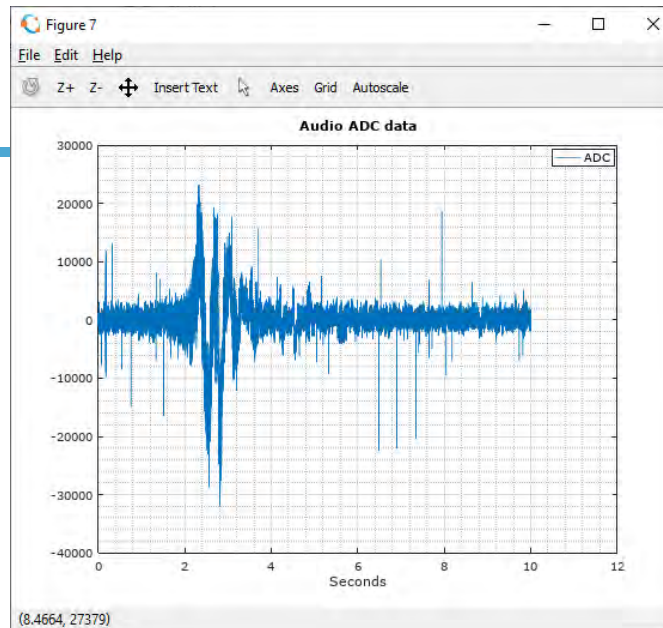 Figure 7
File Edit Help
Z+ Z- Insert Text Axes Grid Autoscale
Audio ADC data
ADC
30000
20000
10000
0
-10000
-20000
-30000
-40000
0 2 4 6 8 10 12
Seconds
(8.4664, 27379)